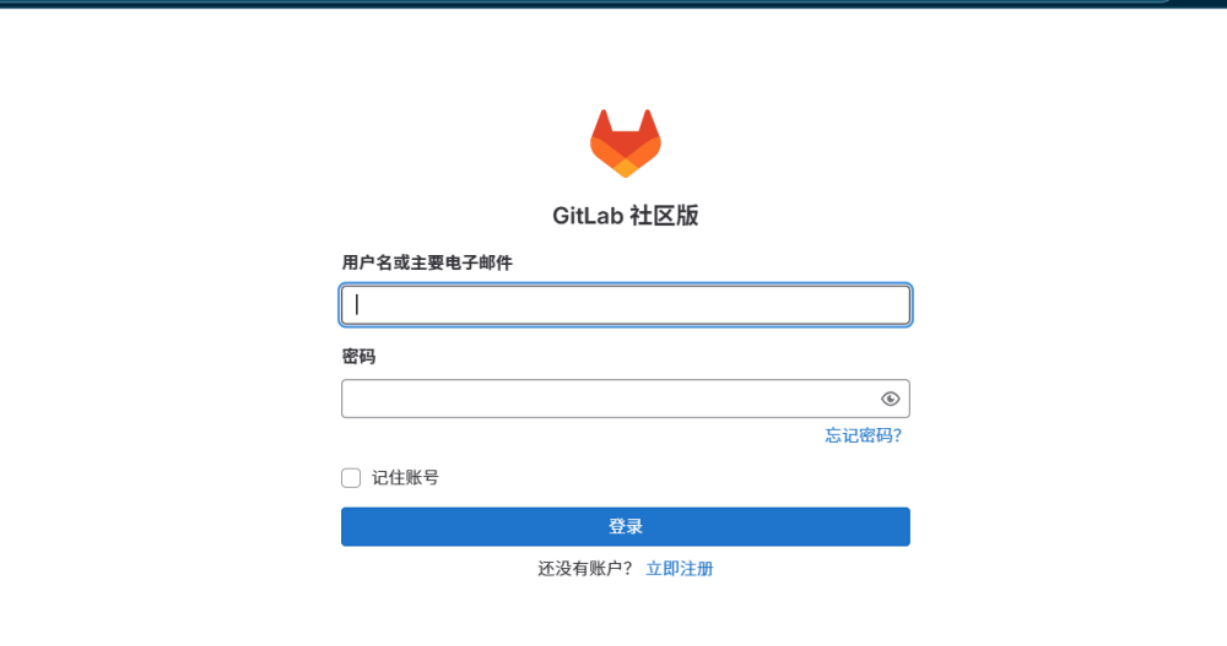 GitLab 社区版
用户名或主要电子邮件
密码
忘记密码?
记住账号
登录
还没有账户? 立即注册